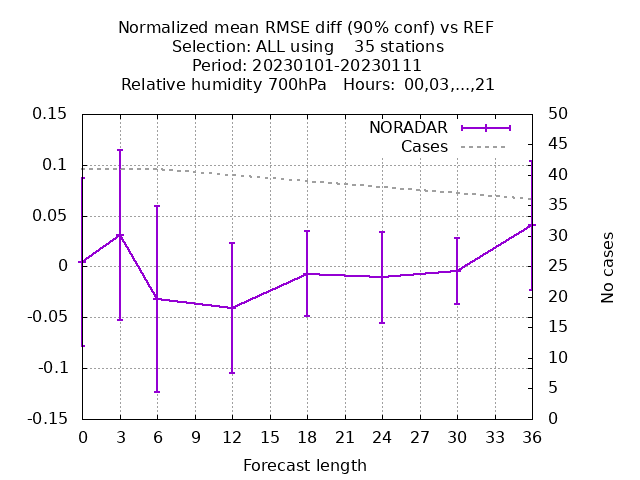 Normalized mean RMSE diff (90% conf) vs REF
Selection: ALL using    35 stations
Period: 20230101-20230111
Relative humidity 700hPa   Hours: 00,03,...,21
NORADAR
Cases
0.15
0.1
0.05
0
-0.05
-0.1
-0.15
50
45
40
35
30
25
20
15
10
5
0
No cases
0 3 6 9 12 15 18 21 24 27 30 33 36
Forecast length